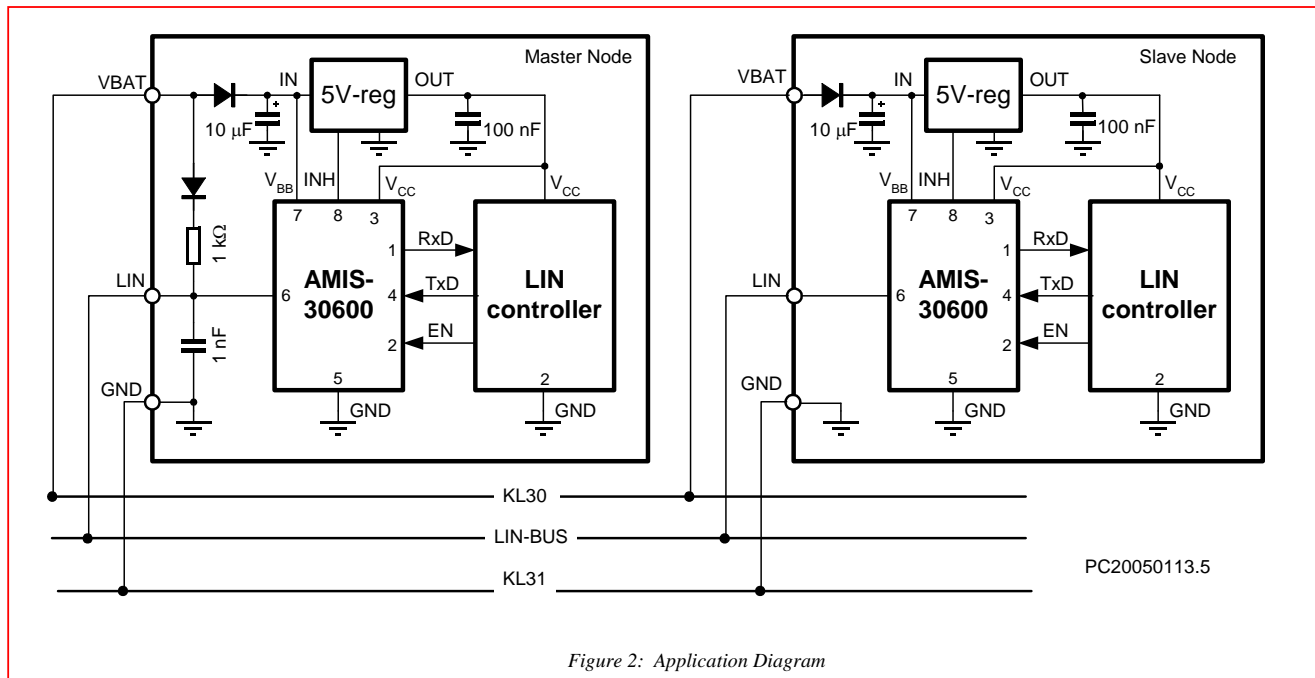 Master Node
VBAT
IN
5V-reg
OUT
10 µF
+
100 nF
VBB
INH
VCC
VCC
7
8
3
1 kΩ
LIN
6
AMIS-
30600
1
RxD
4
TxD
2
EN
LIN
controller
1 nF
GND
5
GND
2
GND
Slave Node
VBAT
IN
5V-reg
OUT
10 µF
+
100 nF
VBB
INH
VCC
VCC
7
8
3
LIN
6
AMIS-
30600
1
RxD
4
TxD
2
EN
LIN
controller
GND
5
GND
2
GND
KL30
LIN-BUS
KL31
PC20050113.5
Figure 2: Application Diagram